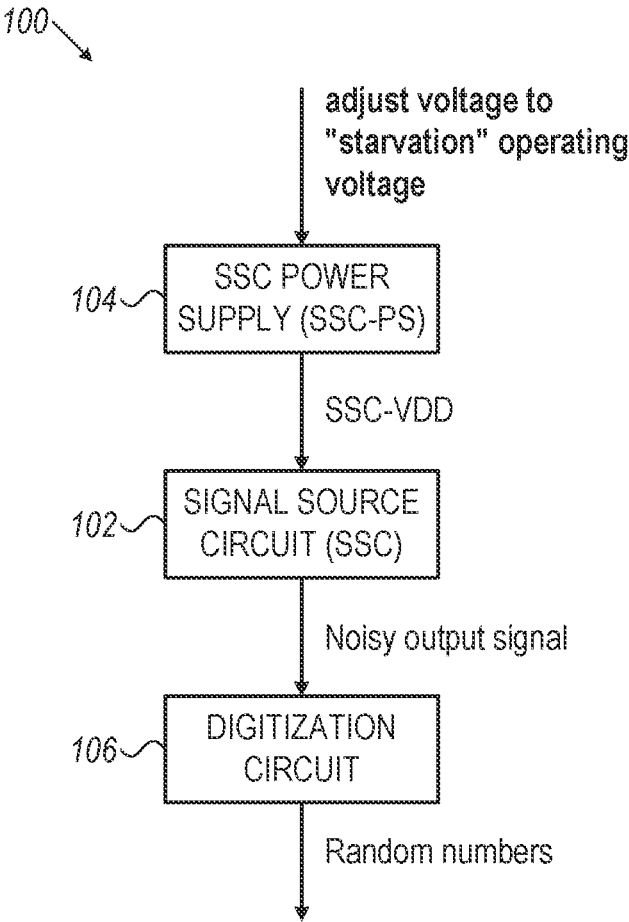 100
adjust voltage to
"starvation" operating
voltage
104
SSC POWER
SUPPLY (SSC-PS)
SSC-VDD
102
SIGNAL SOURCE
CIRCUIT (SSC)
Noisy output signal
106
DIGITIZATION
CIRCUIT
Random numbers